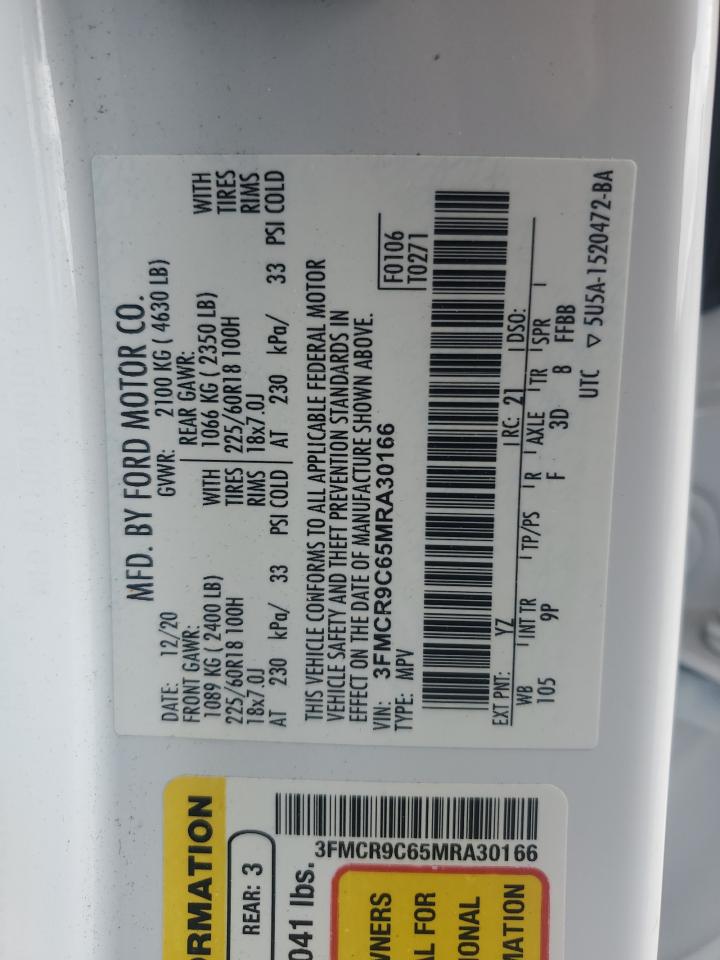 MFD. BY FORD MOTOR CO.
DATE: 12/20 GVWR: 2100 KG ( 4630 LB)
FRONT GAWR: REAR GAWR:
1089 KG ( 2400 LB) WITH 1066 KG ( 2350 LB) WITH
225/60R18 100H TIRES 225/60R18 100H TIRES
18x7.0J RIMS 18x7.0J RIMS
AT 230 kPa/ 33 PSI COLD AT 230 kPa/ 33 PSI COLD
THIS VEHICLE CONFORMS TO ALL APPLICABLE FEDERAL MOTOR
VEHICLE SAFETY AND THEFT PREVENTION STANDARDS IN
EFFECT ON THE DATE OF MANUFACTURE SHOWN ABOVE.
VIN: 3FMCR9C65MRA30166 F0106
TYPE: MPV T0271
EXT PNT: YZ RC: 21 DSO:
WB INT TR TP/PS R AXLE TR SPR
105 9P F 3D 8 FFBB
UTC ▽ 5U5A-1520472-BA
ORMATION
REAR: 3
041 lbs.
3FMCR9C65MRA30166
WNERS
AL FOR
IONAL
MATION